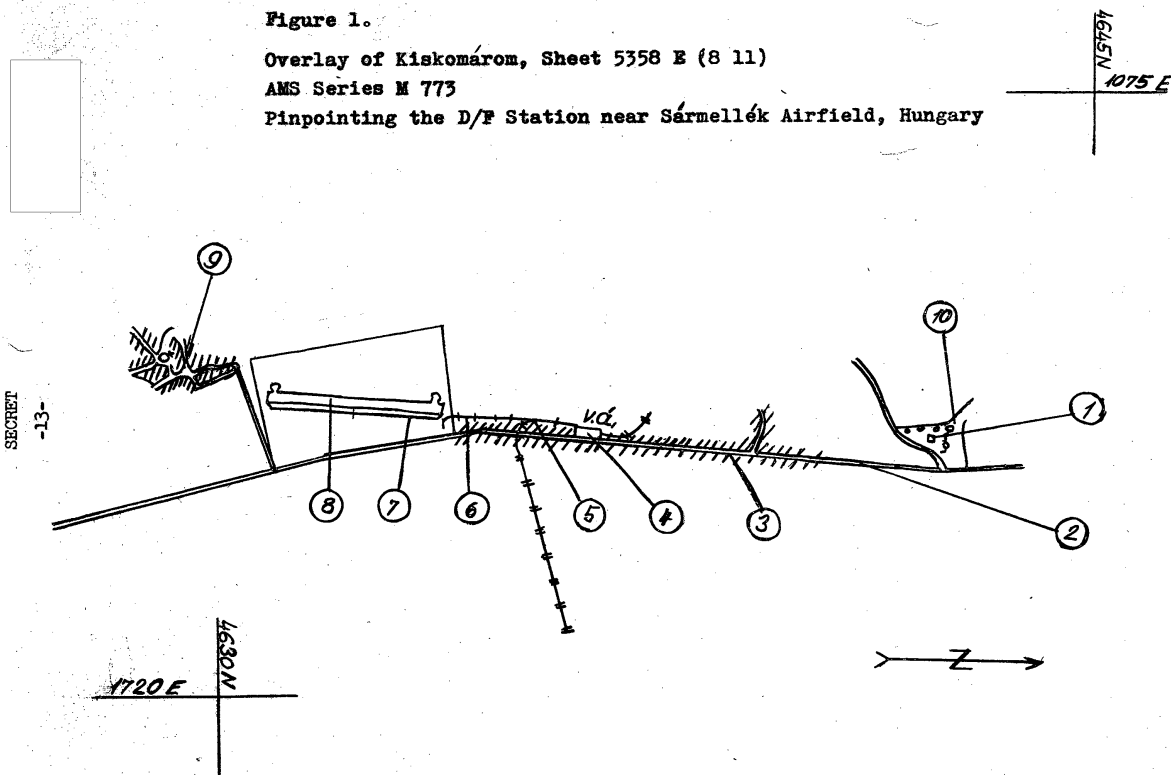 Figure 1.
Overlay of Kiskomárom, Sheet 5358 E (8 11)
AMS Series M 773
Pinpointing the D/F Station near Sármellék Airfield, Hungary
4645N
1075 E
9
10
SECRET
-13-
v.á.
1
8
7
6
5
4
3
2
4630N
1720 E
Z